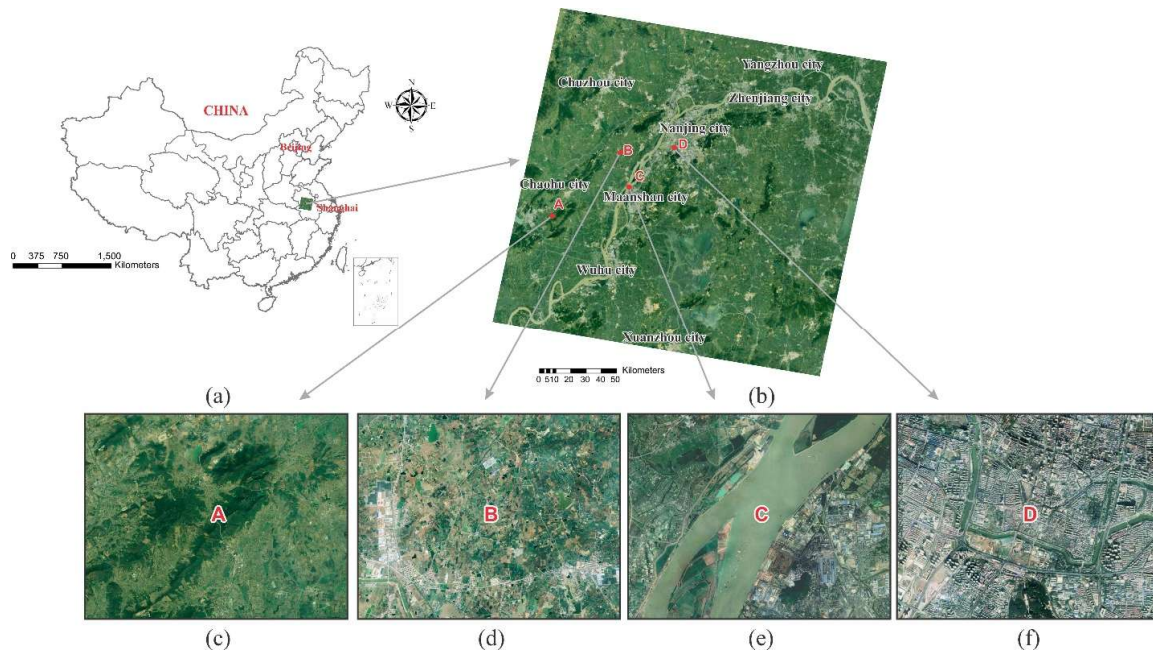 CHINA
N
W
E
S
Beijing
Shanghai
0 375 750 1,500
Kilometers
(a)
Yangzhou city
Chuzhou city
Zhenjiang city
Nanjing city
B
D
C
Chaohu city
Maanshan city
A
Wuhu city
Xuanzhou city
Kilometers
0 5 10 20 30 40 50
(b)
A
B
C
D
(c)
(d)
(e)
(f)